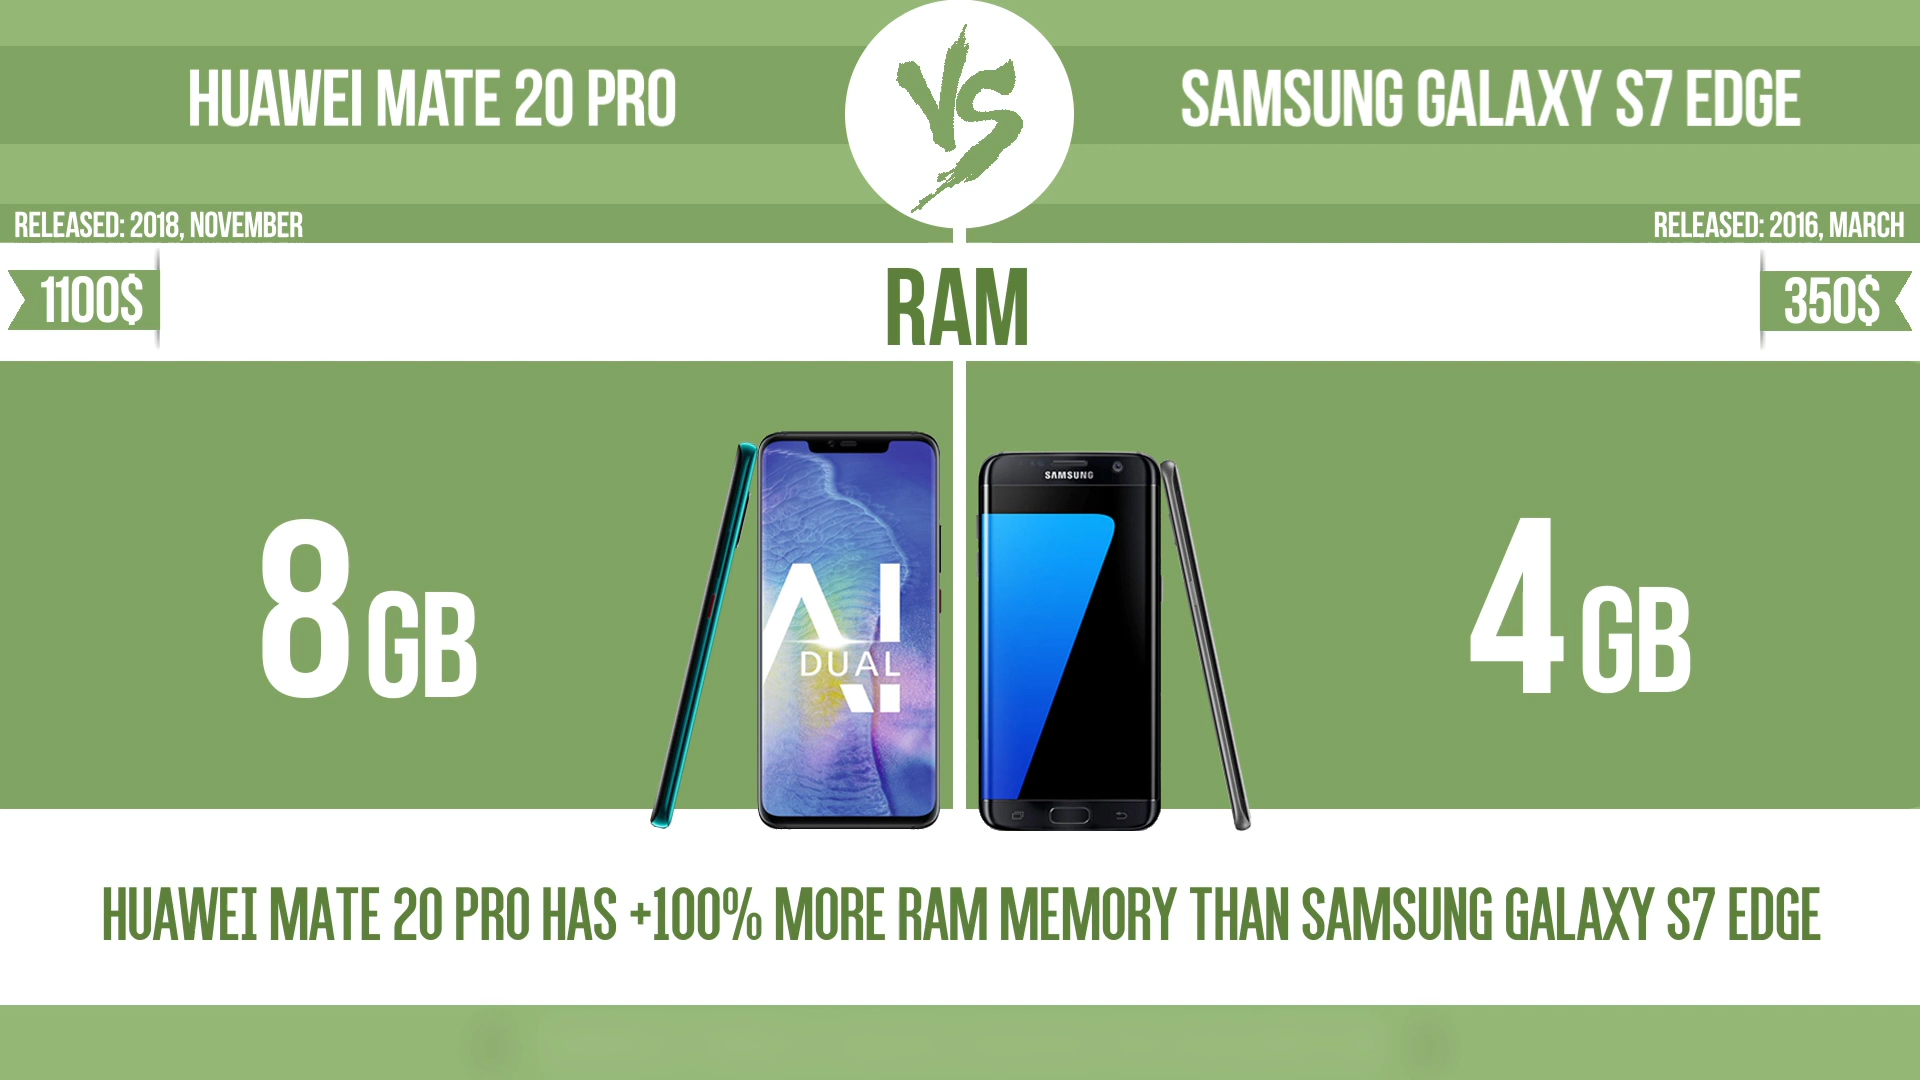 HUAWEI MATE 20 PRO
VS
SAMSUNG GALAXY S7 EDGE
RELEASED: 2018, NOVEMBER
RELEASED: 2016, MARCH
1100$
RAM
350$
SAMSUNG
AI
DUAL
AI
8 GB
4 GB
HUAWEI MATE 20 PRO HAS +100% MORE RAM MEMORY THAN SAMSUNG GALAXY S7 EDGE